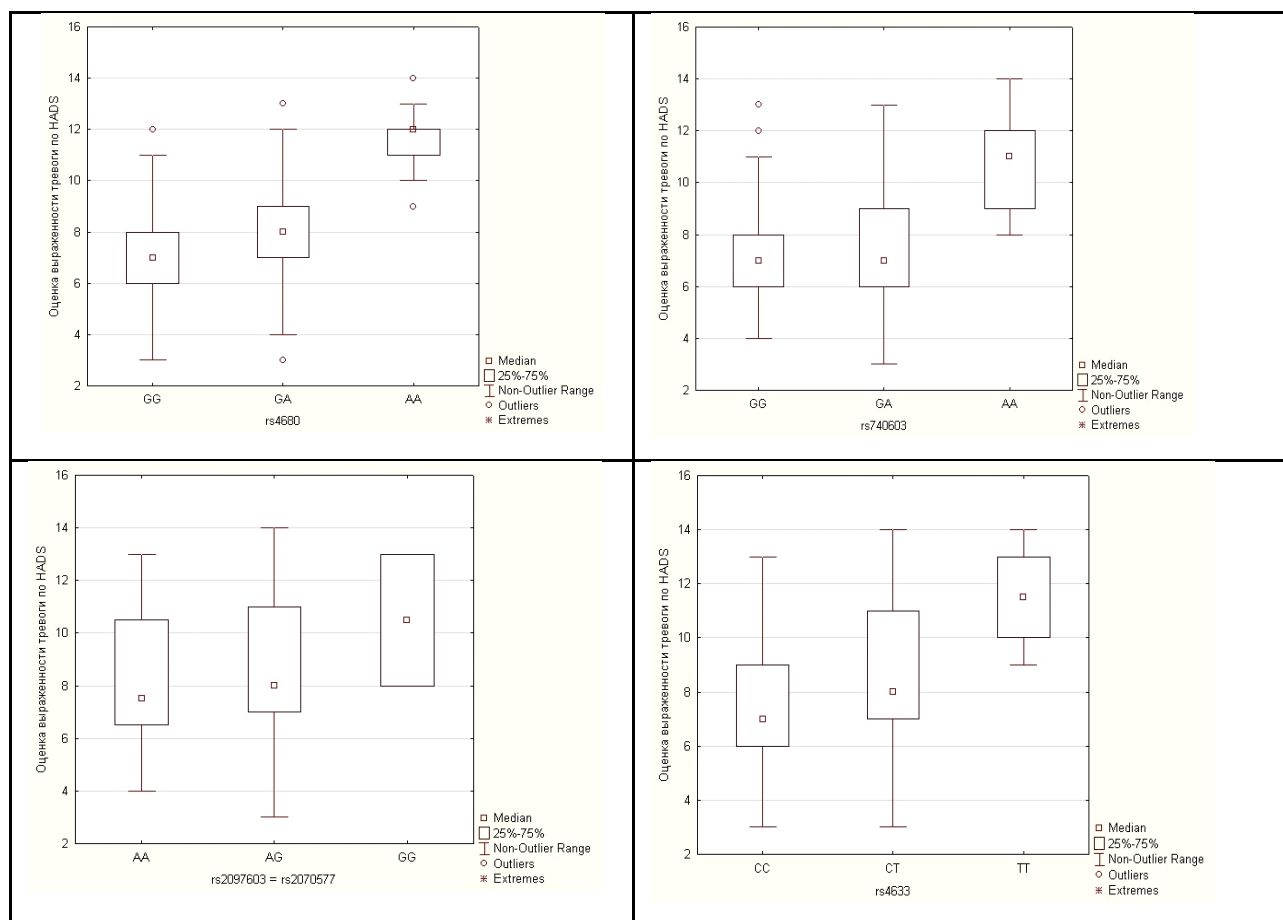 Оценка выраженности тревоги по HADS
16
14
12
10
8
6
4
2
GG
GA
AA
rs4680
Median
25%-75%
Non-Outlier Range
Outliers
Extremes
Оценка выраженности тревоги по HADS
16
14
12
10
8
6
4
2
GG
GA
AA
rs740603
Median
25%-75%
Non-Outlier Range
Outliers
Extremes
Оценка выраженности тревоги по HADS
16
14
12
10
8
6
4
2
AA
AG
GG
rs2097603 = rs2070577
Median
25%-75%
Non-Outlier Range
Outliers
Extremes
Оценка выраженности тревоги по HADS
16
14
12
10
8
6
4
2
CC
CT
TT
rs4633
Median
25%-75%
Non-Outlier Range
Outliers
Extremes